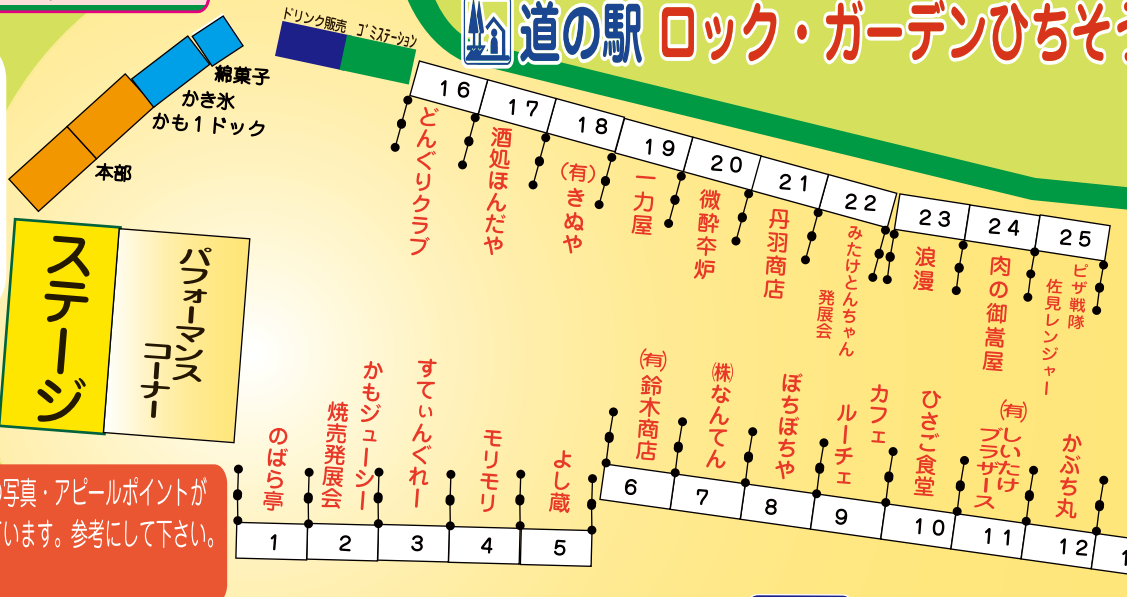 道の駅 ロック・ガーデンひちそう
ドリンク販売
ゴミステーション
綿菓子
かき氷
かも1ドック
本部
ステージ
パフォーマンス
コーナー
16
17
18
19
20
21
22
23
24
25
どんぐりクラブ
酒処ほんだや
(有)きぬや
一力屋
微酔卒炉
丹羽商店
みたけとんちゃん
発展会
浪漫
肉の御嵩屋
ピザ戦隊
佐見レンジャー
のばら亭
かもジューシー
焼売発展会
すてぃんぐれー
モリモリ
よし蔵
㈲鈴木商店
㈱なんてん
ぼちぼちや
カフェ
ルーチェ
ひさご食堂
㈲しいたけ
ブラザース
かぶち丸
1
2
3
4
5
6
7
8
9
10
11
12
写真・アピールポイントが
います。参考にして下さい。